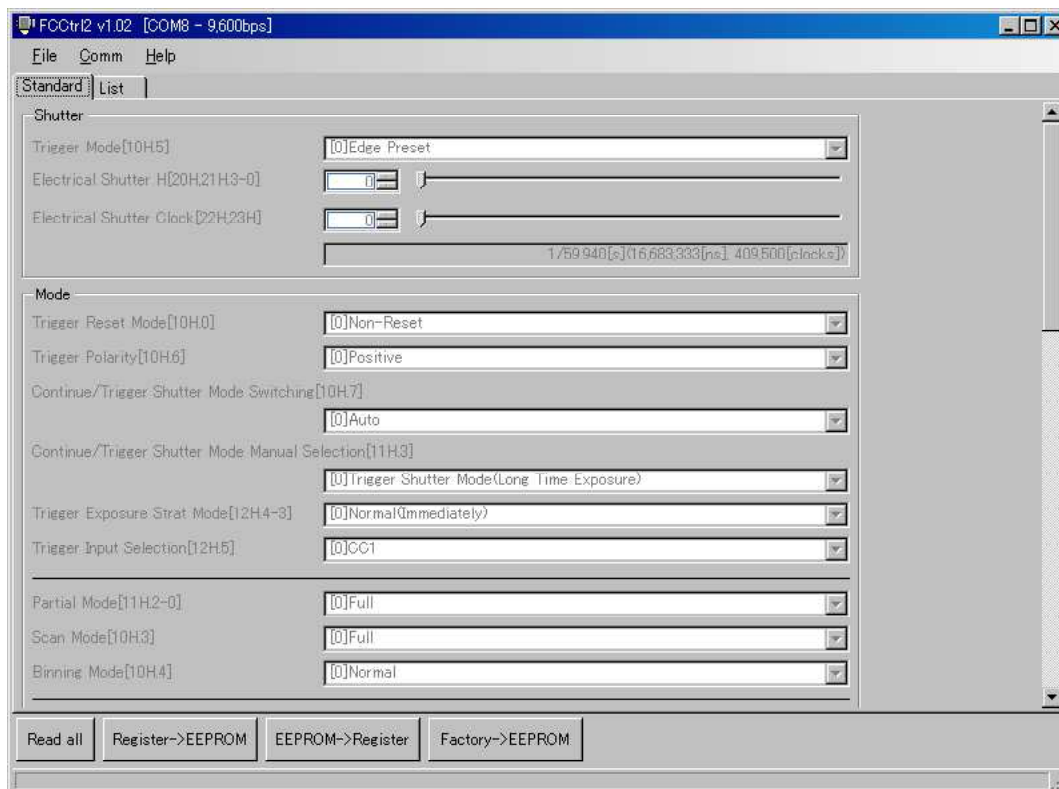 FCCtrl2 v1.02 [COM8 - 9,600bps]
File Comm Help
Standard List
Shutter
Trigger Mode[10H.5] [0]Edge Preset
Electrical Shutter H[20H,21H.3-0] 0
Electrical Shutter Clock[22H,23H] 0
1/59.940[s](16,683,333[ns], 409,500[clocks])
Mode
Trigger Reset Mode[10H.0] [0]Non-Reset
Trigger Polarity[10H.6] [0]Positive
Continue/Trigger Shutter Mode Switching[10H.7]
[0]Auto
Continue/Trigger Shutter Mode Manual Selection[11H.3]
[0]Trigger Shutter Mode(Long Time Exposure)
Trigger Exposure Strat Mode[12H.4-3] [0]Normal(Immediately)
Trigger Input Selection[12H.5] [0]CC1
Partial Mode[11H.2-0] [0]Full
Scan Mode[10H.3] [0]Full
Binning Mode[10H.4] [0]Normal
Read all Register->EEPROM EEPROM->Register Factory->EEPROM